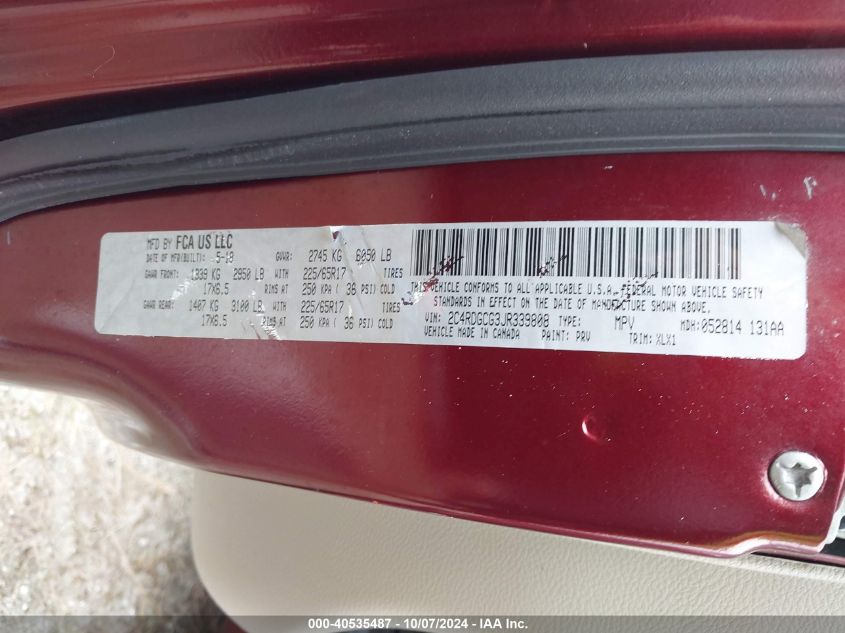 MFD BY FCA US LLC
DATE OF MFR(BUILT): 5-18 GVWR: 2745 KG 6050 LB
GAWR FRONT: 1339 KG 2950 LB WITH 225/65R17 TIRES
17X6.5 RIMS AT 250 KPA ( 36 PSI) COLD
GAWR REAR: 1407 KG 3100 LB WITH 225/65R17 TIRES
17X6.5 RIMS AT 250 KPA ( 36 PSI) COLD
THIS VEHICLE CONFORMS TO ALL APPLICABLE U.S.A. FEDERAL MOTOR VEHICLE SAFETY
STANDARDS IN EFFECT ON THE DATE OF MANUFACTURE SHOWN ABOVE.
VIN: 2C4RDGCG3JR339808 TYPE: MPV MDH: 052814 131AA
VEHICLE MADE IN CANADA PAINT: PRV TRIM: XLX1
000-40535487 - 10/07/2024 - IAA Inc.